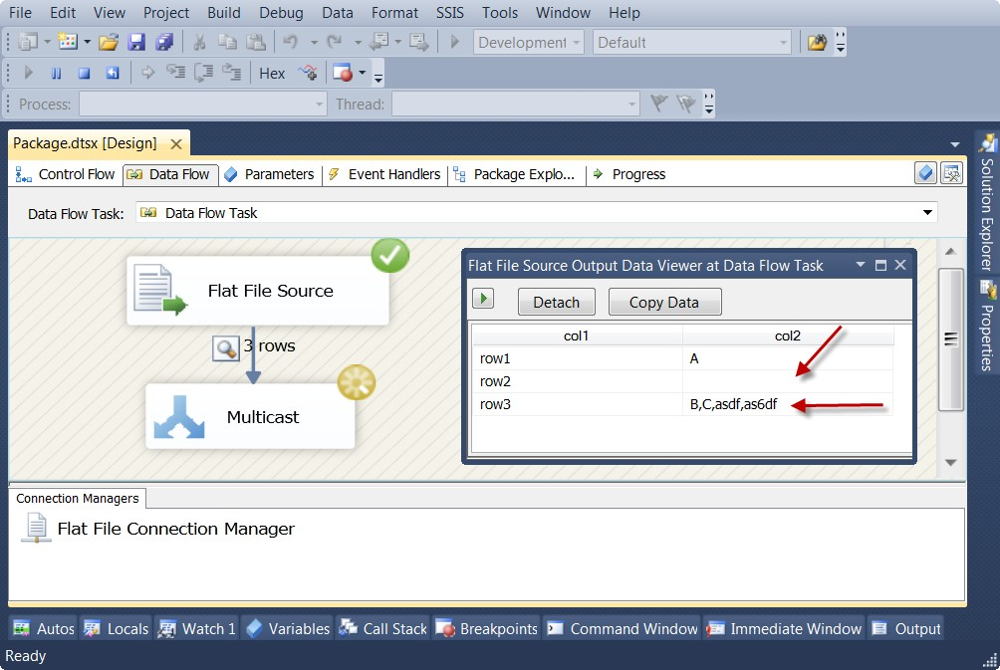 File Edit View Project Build Debug Data Format SSIS Tools Window Help
Development Default
Hex
Process: Thread:
Package.dtsx [Design]
Control Flow Data Flow Parameters Event Handlers Package Explo... Progress
Data Flow Task: Data Flow Task
Flat File Source
3 rows
Multicast
Flat File Source Output Data Viewer at Data Flow Task
Detach Copy Data
col1 col2
row1 A
row2
row3 B,C,asdf,as6df
Solution Explorer
Properties
Connection Managers
Flat File Connection Manager
Autos Locals Watch 1 Variables Call Stack Breakpoints Command Window Immediate Window Output
Ready